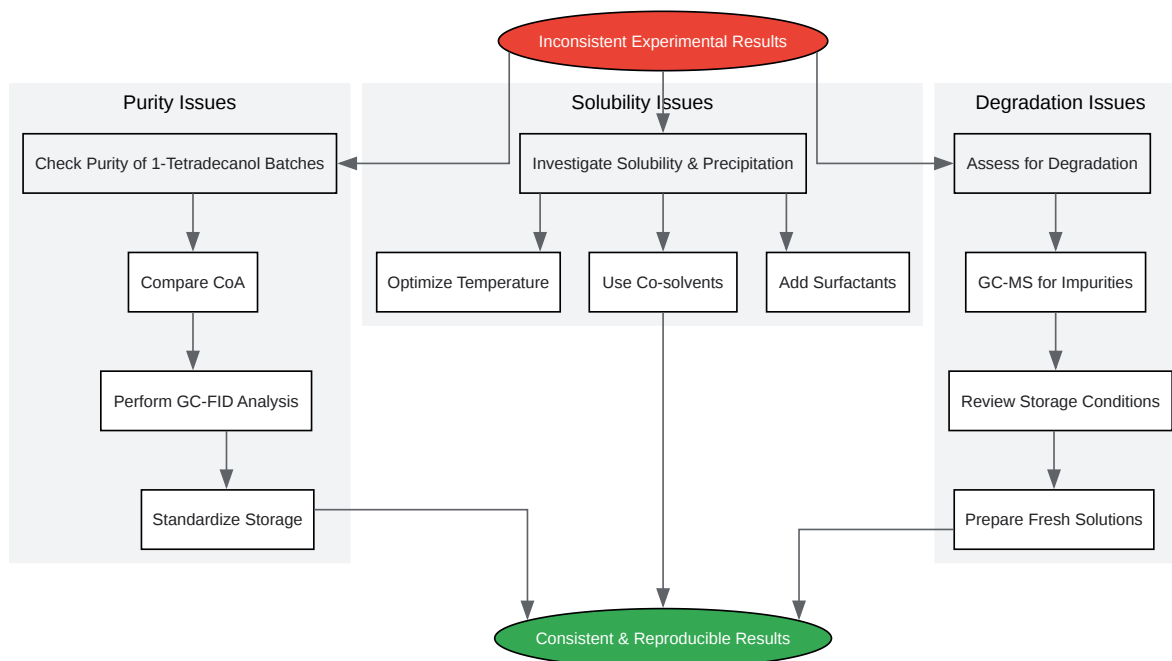 Inconsistent Experimental Results
Purity Issues
Solubility Issues
Degradation Issues
Check Purity of 1-Tetradecanol Batches
Investigate Solubility & Precipitation
Assess for Degradation
Compare CoA
Optimize Temperature
Use Co-solvents
Add Surfactants
GC-MS for Impurities
Perform GC-FID Analysis
Review Storage Conditions
Standardize Storage
Prepare Fresh Solutions
Consistent & Reproducible Results